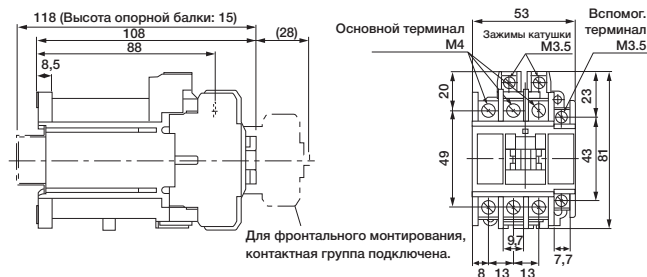 118 (Высота опорной балки: 15)
108
(28)
88
8,5
Для фронтального монтирования,
контактная группа подключена.
53
Основной терминал
M4
Зажимы катушки
M3.5
Вспомог.
терминал
M3.5
20
49
23
43
81
9,7
7,7
8
13
13